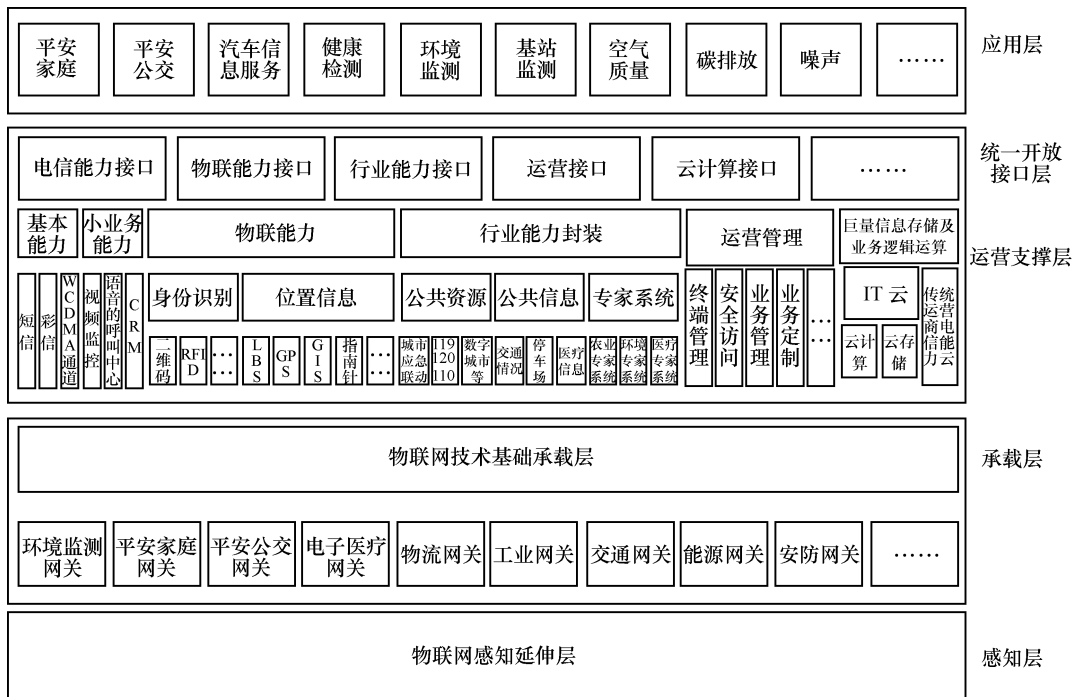 平安
家庭
平安
公交
汽车信
息服务
健康
检测
环境
监测
基站
监测
空气
质量
碳排放
噪声
……
应用层
电信能力接口
物联能力接口
行业能力接口
运营接口
云计算接口
……
统一开放
接口层
基本
能力
小业务
能力
物联能力
行业能力封装
运营管理
巨量信息存储及
业务逻辑运算
运营支撑层
短信
彩信
WCDMA通道
视频监控
语音的呼叫中心
CRM
身份识别
位置信息
公共资源
公共信息
专家系统
二维码
RFI
D
……
LBS
GP
S
GIS
指南针
……
城市
应急
联动
119
120
110
数字
城市
等
交通
情况
停车场
医疗
信息
农业
专家
系统
环境
专家
系统
医疗
专家
系统
终端管理
安全访问
业务管理
业务定制
……
IT 云
云计
算
云存
储
传统
运营
商电
信能
力云
物联网技术基础承载层
承载层
环境监测
网关
平安家庭
网关
平安公交
网关
电子医疗
网关
物流网关
工业网关
交通网关
能源网关
安防网关
……
物联网感知延伸层
感知层